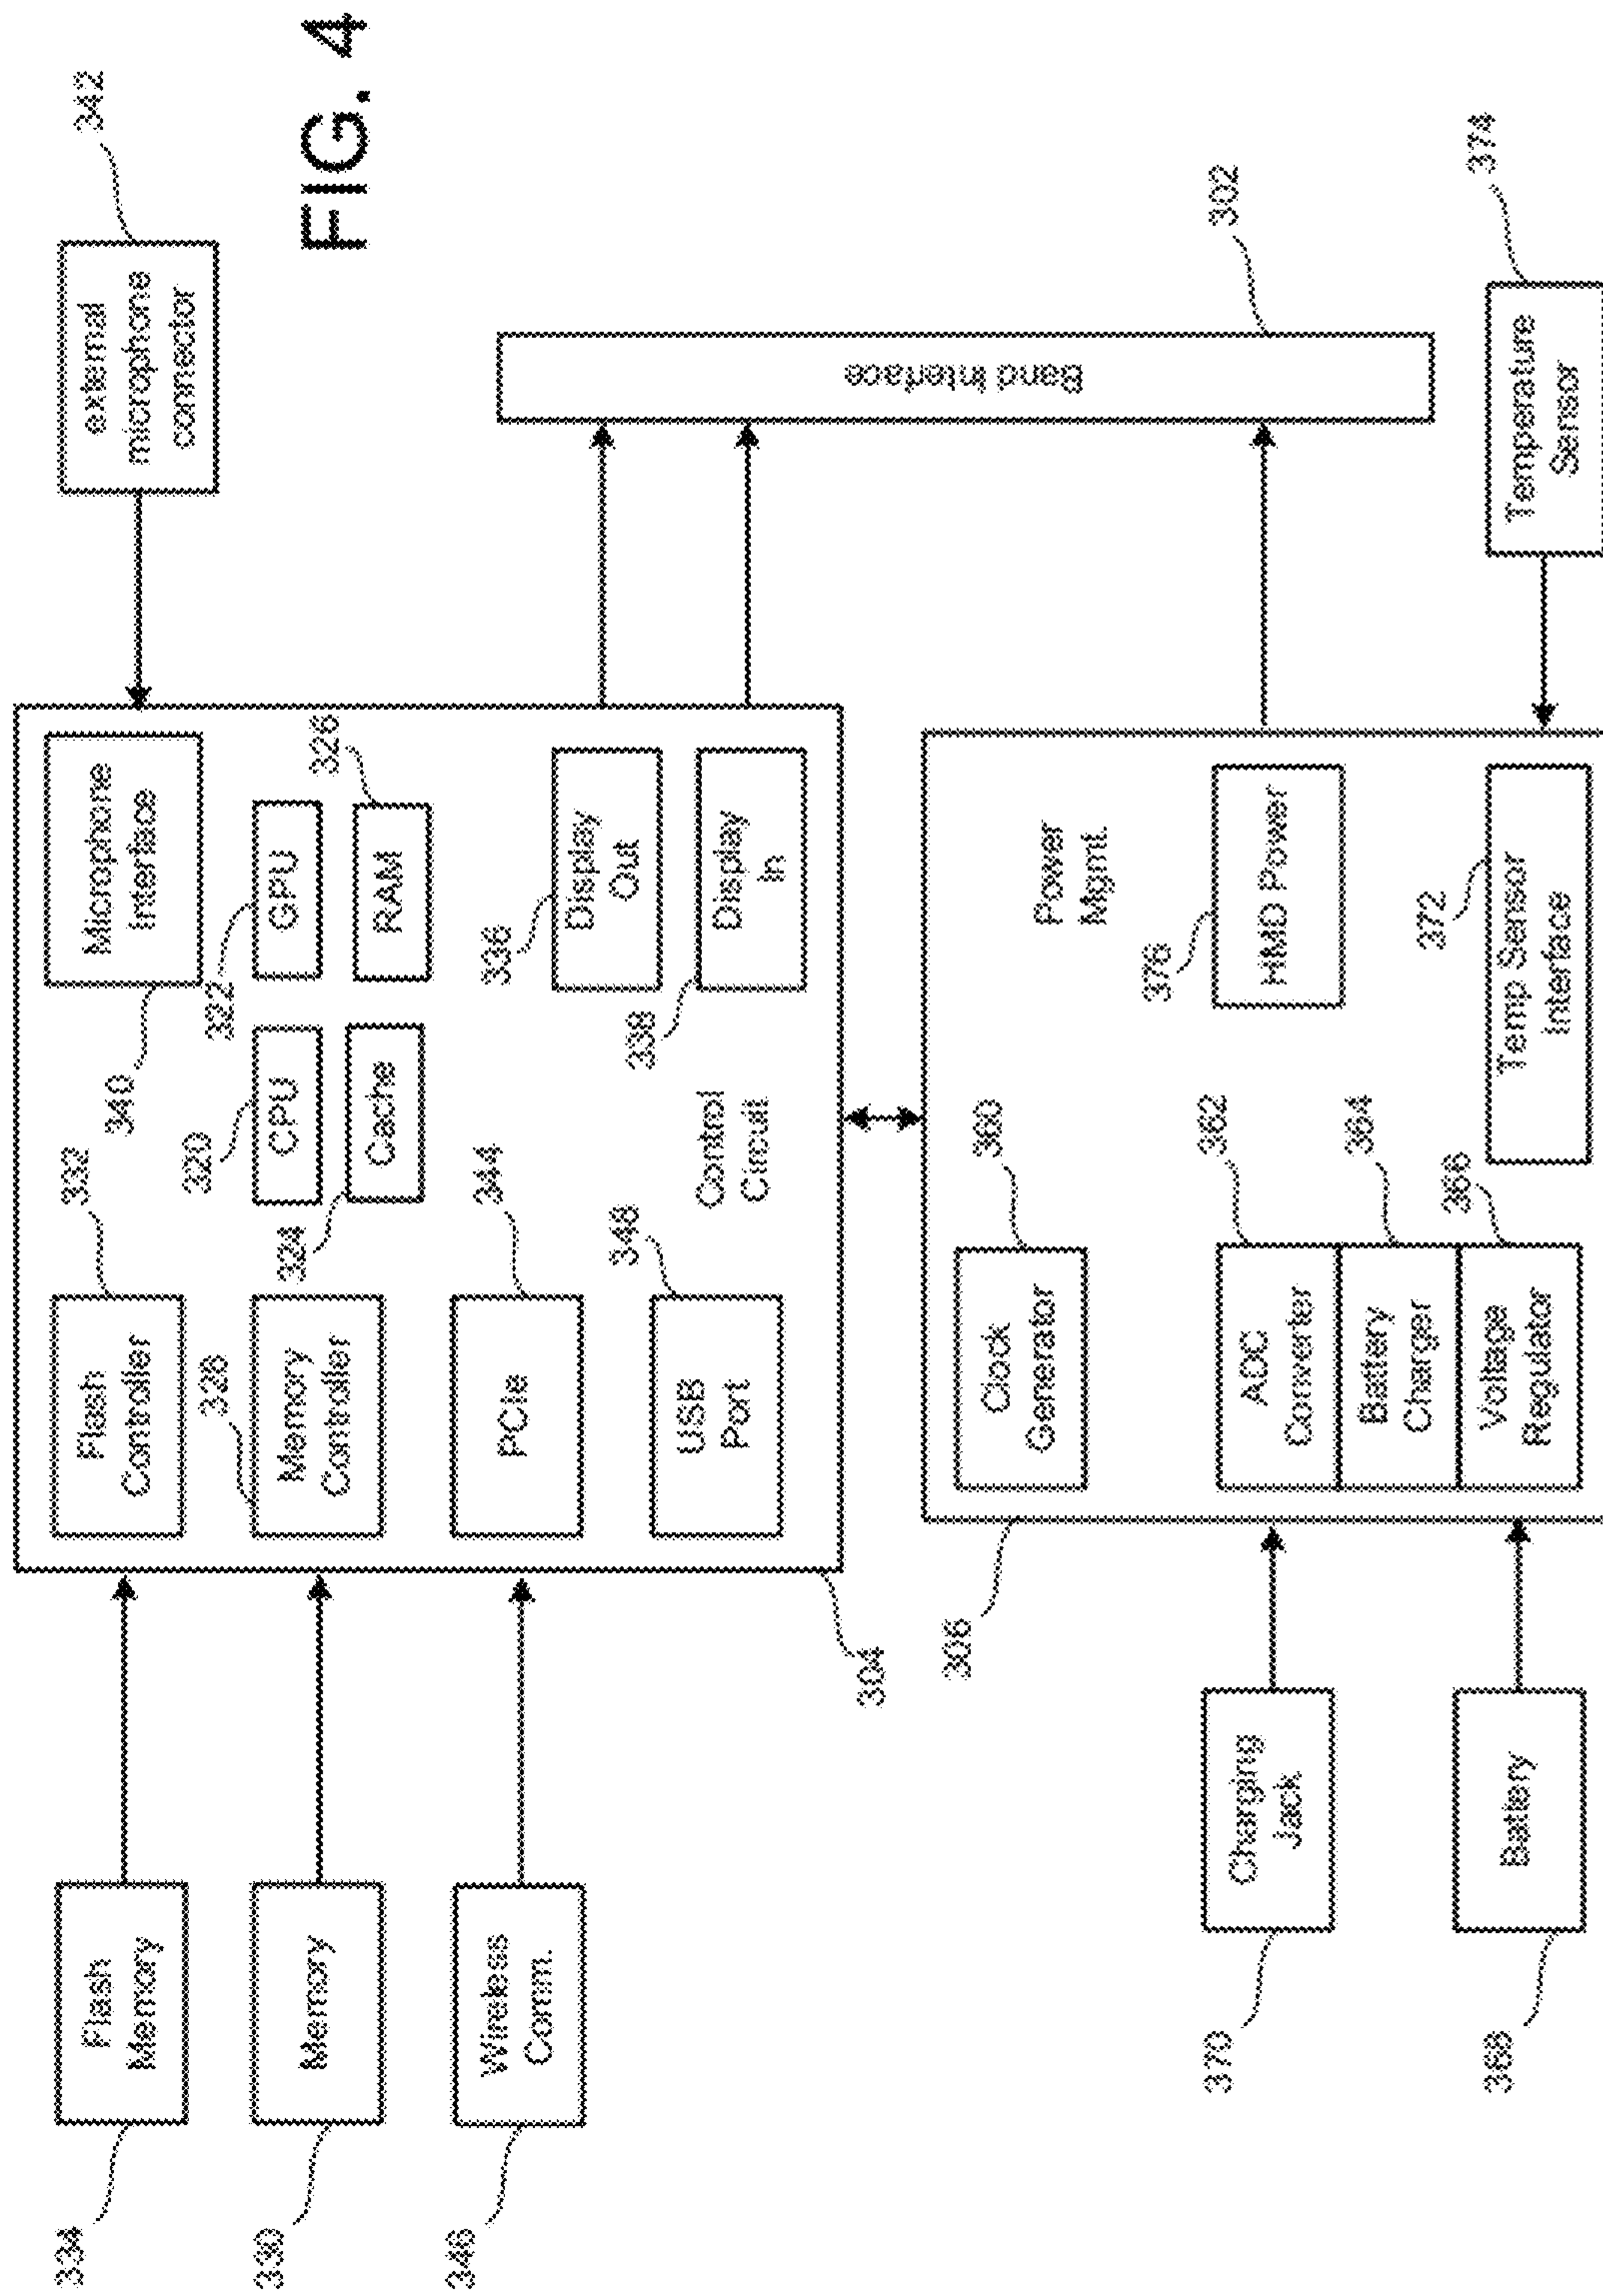 334
Flash
Memory
330
Memory
346
Wireless
Comm.
304
332
Flash
Controller
328
Memory
Controller
344
PCIe
348
USB
Port
340
Microphone
Interface
320
CPU
322
GPU
324
Cache
326
RAM
336
Display
Out
338
Display
In
Control
Circuit
external
microphone
connector
342
FIG. 4
Band Interface
302
306
360
Clock
Generator
Power
Mgmt.
370
Charging
Jack
362
ADC
Converter
364
Battery
Charger
366
Voltage
Regulator
368
Battery
376
HMD Power
372
Temp Sensor
Interface
Temperature
Sensor
374